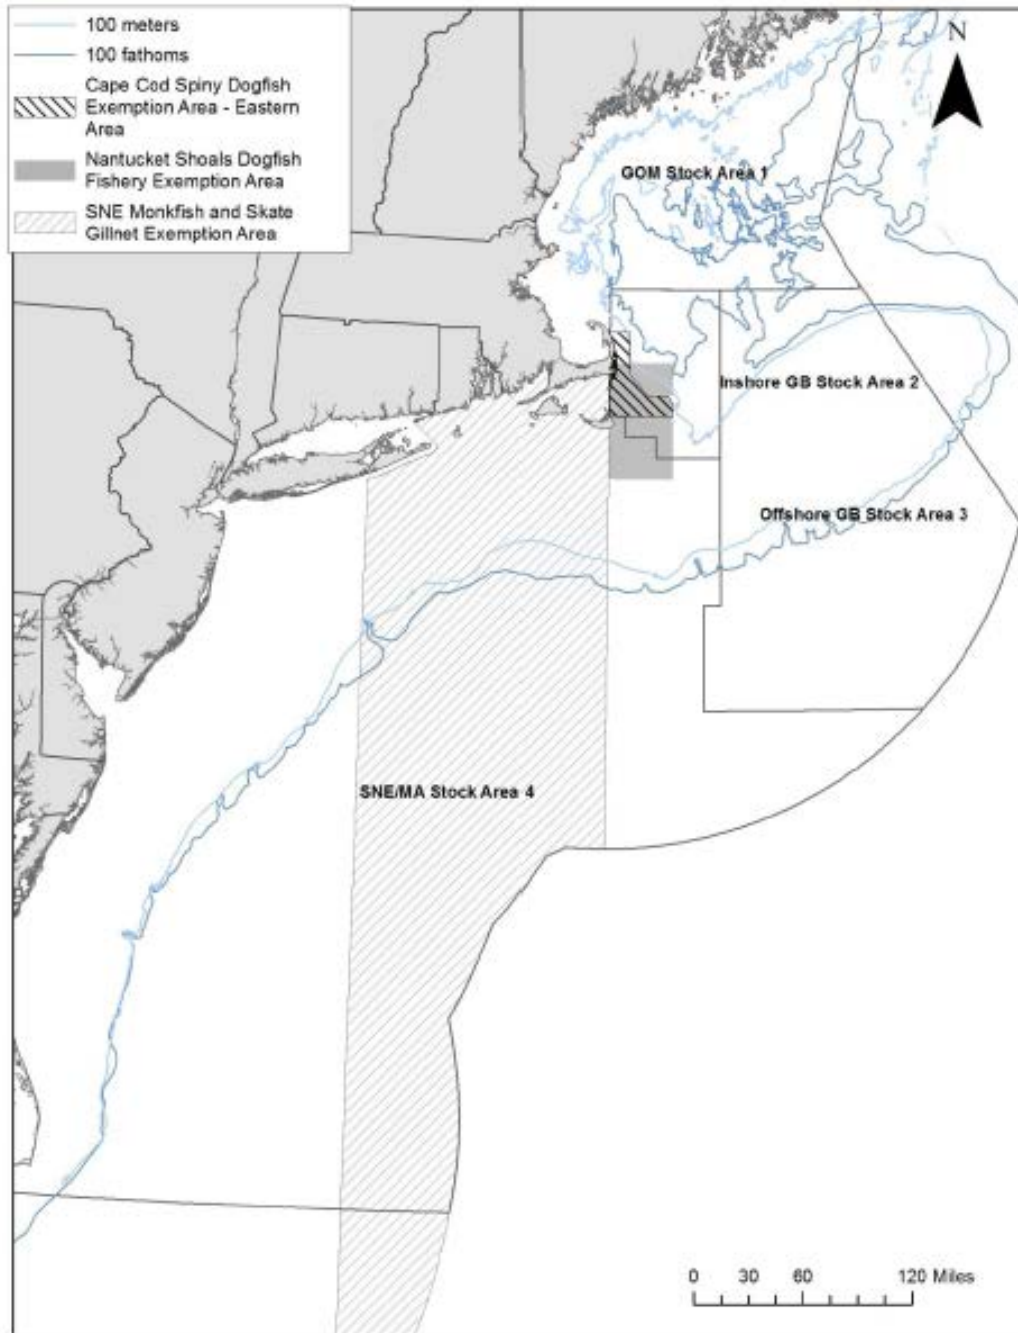 100 meters
100 fathoms
Cape Cod Spiny Dogfish
Exemption Area - Eastern
Area
Nantucket Shoals Dogfish
Fishery Exemption Area
SNE Monkfish and Skate
Gillnet Exemption Area
N
GOM Stock Area 1
Inshore GB Stock Area 2
Offshore GB Stock Area 3
SNE/MA Stock Area 4
0 30 60 120 Miles